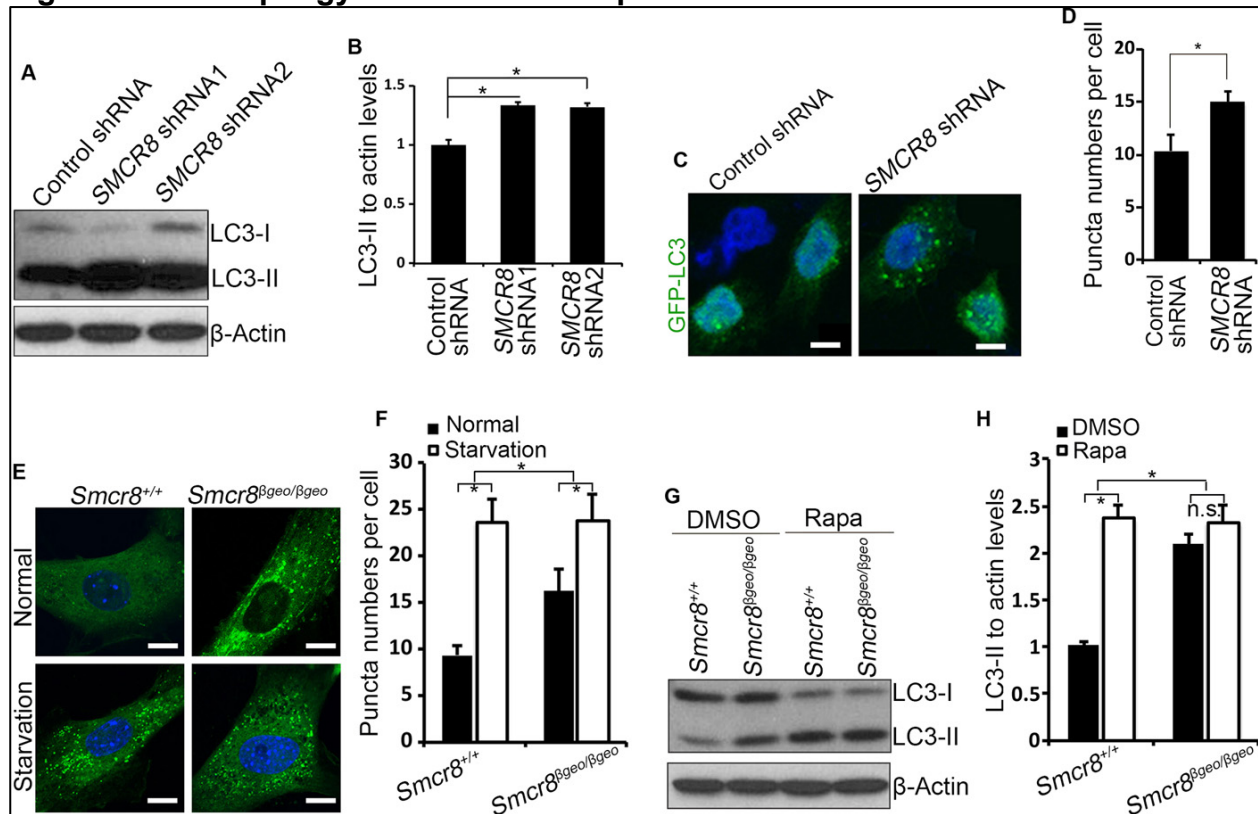 A
Control shRNA
SMCR8 shRNA1
SMCR8 shRNA2
LC3-I
LC3-II
β-Actin
B
LC3-II to actin levels
1.5
1
0.5
0
*
*
Control shRNA
SMCR8 shRNA1
SMCR8 shRNA2
C
Control shRNA
SMCR8 shRNA
GFP-LC3
D
Puncta numbers per cell
20
15
10
5
0
*
Control shRNA
SMCR8 shRNA
E
Smcr8+/+
Smcr8βgeo/βgeo
Normal
Starvation
F
Normal
Starvation
Puncta numbers per cell
30
25
20
15
10
5
0
*
*
*
Smcr8+/+
Smcr8βgeo/βgeo
G
DMSO
Rapa
Smcr8+/+
Smcr8βgeo/βgeo
Smcr8+/+
Smcr8βgeo/βgeo
LC3-I
LC3-II
β-Actin
H
DMSO
Rapa
LC3-II to actin levels
3
2.5
2
1.5
1
0.5
0
*
*
n.s.
Smcr8+/+
Smcr8βgeo/βgeo